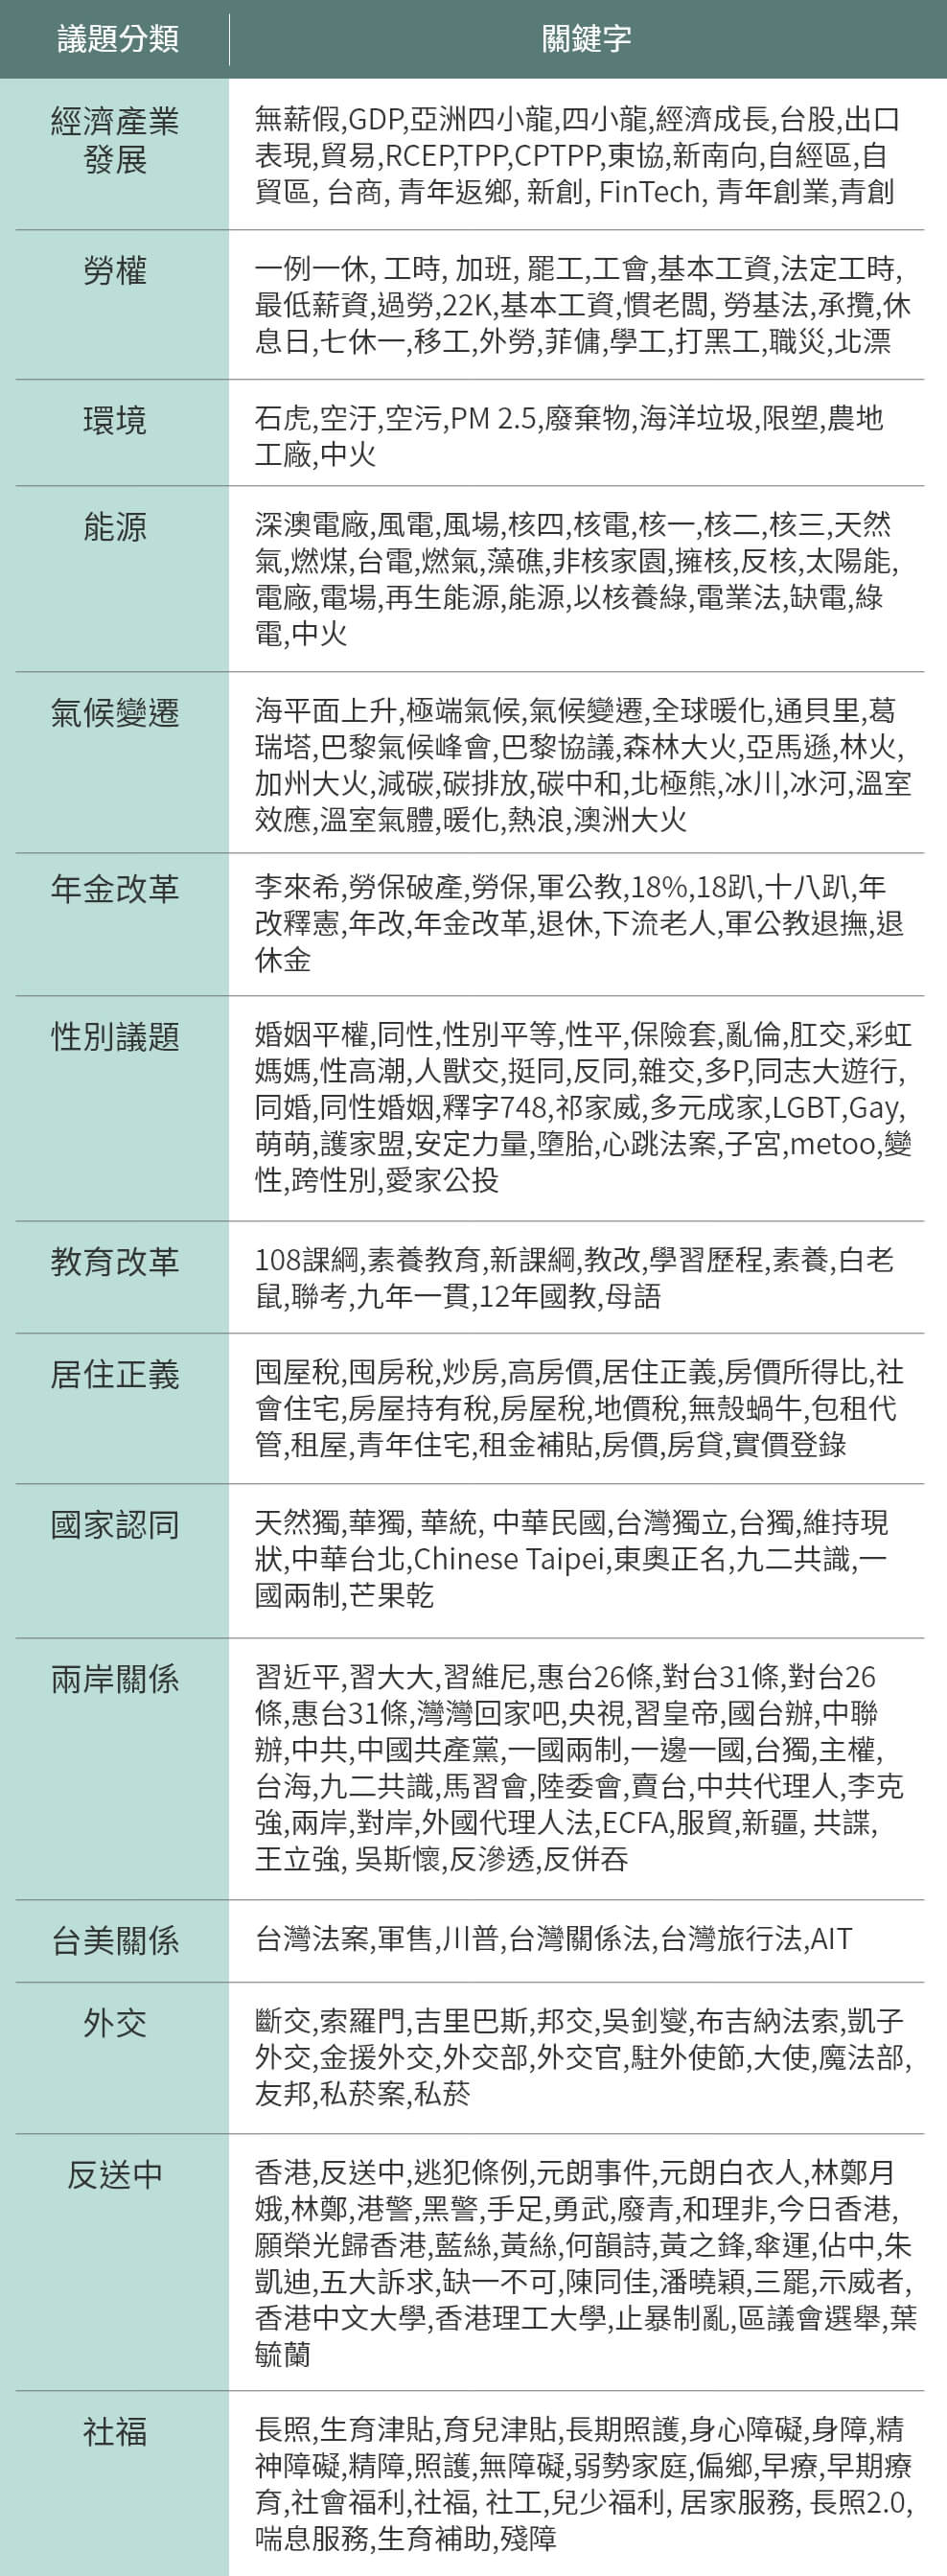 議題分類
關鍵字
經濟產業
發展
無薪假,GDP,亞洲四小龍,四小龍,經濟成長,台股,出口
表現,貿易,RCEP,TPP,CPTPP,東協,新南向,自經區,自
貿區, 台商, 青年返鄉, 新創, FinTech, 青年創業,青創
勞權
一例一休, 工時, 加班, 罷工,工會,基本工資,法定工時,
最低薪資,過勞,22K,基本工資,慣老闆, 勞基法,承攬,休
息日,七休一,移工,外勞,菲傭,學工,打黑工,職災,北漂
環境
石虎,空汙,空污,PM 2.5,廢棄物,海洋垃圾,限塑,農地
工廠,中火
能源
深澳電廠,風電,風場,核四,核電,核一,核二,核三,天然
氣,燃煤,台電,燃氣,藻礁,非核家園,擁核,反核,太陽能,
電廠,電場,再生能源,能源,以核養綠,電業法,缺電,綠
電,中火
氣候變遷
海平面上升,極端氣候,氣候變遷,全球暖化,通貝里,葛
瑞塔,巴黎氣候峰會,巴黎協議,森林大火,亞馬遜,林火,
加州大火,減碳,碳排放,碳中和,北極熊,冰川,冰河,溫室
效應,溫室氣體,暖化,熱浪,澳洲大火
年金改革
李來希,勞保破產,勞保,軍公教,18%,18趴,十八趴,年
改釋憲,年改,年金改革,退休,下流老人,軍公教退撫,退
休金
性別議題
婚姻平權,同性,性別平等,性平,保險套,亂倫,肛交,彩虹
媽媽,性高潮,人獸交,挺同,反同,雜交,多P,同志大遊行,
同婚,同性婚姻,釋字748,祁家威,多元成家,LGBT,Gay,
萌萌,護家盟,安定力量,墮胎,心跳法案,子宮,metoo,變
性,跨性別,愛家公投
教育改革
108課綱,素養教育,新課綱,教改,學習歷程,素養,白老
鼠,聯考,九年一貫,12年國教,母語
居住正義
囤屋稅,囤房稅,炒房,高房價,居住正義,房價所得比,社
會住宅,房屋持有稅,房屋稅,地價稅,無殼蝸牛,包租代
管,租屋,青年住宅,租金補貼,房價,房貸,實價登錄
國家認同
天然獨,華獨, 華統, 中華民國,台灣獨立,台獨,維持現
狀,中華台北,Chinese Taipei,東奧正名,九二共識,一
國兩制,芒果乾
兩岸關係
習近平,習大大,習維尼,惠台26條,對台31條,對台26
條,惠台31條,灣灣回家吧,央視,習皇帝,國台辦,中聯
辦,中共,中國共產黨,一國兩制,一邊一國,台獨,主權,
台海,九二共識,馬習會,陸委會,賣台,中共代理人,李克
強,兩岸,對岸,外國代理人法,ECFA,服貿,新疆, 共諜,
王立強, 吳斯懷,反滲透,反併吞
台美關係
台灣法案,軍售,川普,台灣關係法,台灣旅行法,AIT
外交
斷交,索羅門,吉里巴斯,邦交,吳釗燮,布吉納法索,凱子
外交,金援外交,外交部,外交官,駐外使節,大使,魔法部,
友邦,私菸案,私菸
反送中
香港,反送中,逃犯條例,元朗事件,元朗白衣人,林鄭月
娥,林鄭,港警,黑警,手足,勇武,廢青,和理非,今日香港,
願榮光歸香港,藍絲,黃絲,何韻詩,黃之鋒,傘運,佔中,朱
凱迪,五大訴求,缺一不可,陳同佳,潘曉穎,三罷,示威者,
香港中文大學,香港理工大學,止暴制亂,區議會選舉,葉
毓蘭
社福
長照,生育津貼,育兒津貼,長期照護,身心障礙,身障,精
神障礙,精障,照護,無障礙,弱勢家庭,偏鄉,早療,早期療
育,社會福利,社福, 社工,兒少福利, 居家服務, 長照2.0,
喘息服務,生育補助,殘障